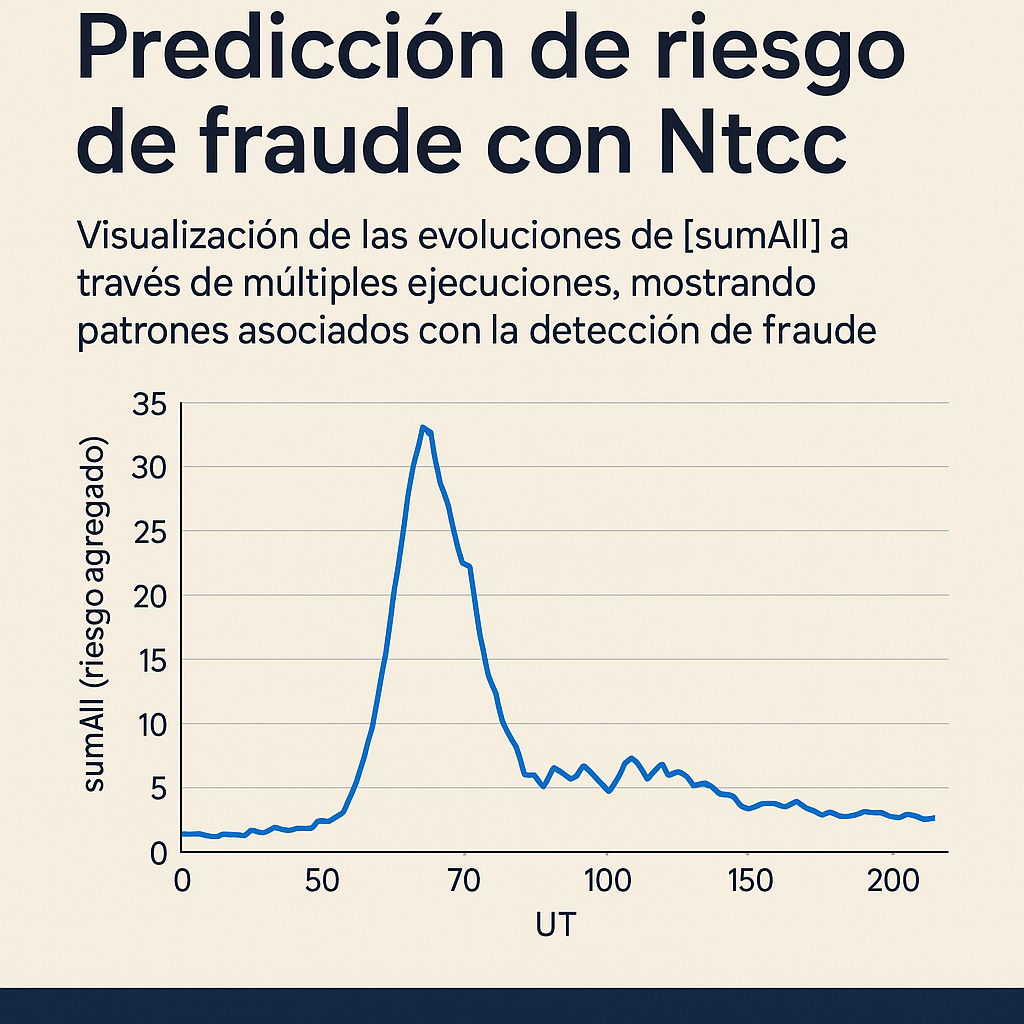 Predicción de riesgo
de fraude con Ntcc
Visualización de las evoluciones de [sumAll] a
través de múltiples ejecuciones, mostrando
patrones asociados con la detección de fraude
sumAll (riesgo agregado)
35
30
25
20
15
10
5
0
0 50 70 100 150 200
UT